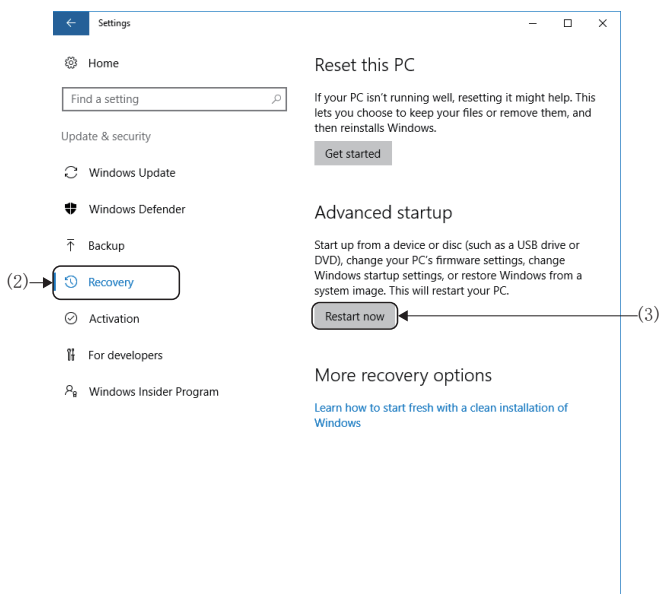 Settings
Home
Find a setting
Update & security
Windows Update
Windows Defender
Backup
(2)
Recovery
Activation
For developers
Windows Insider Program
Reset this PC
If your PC isn't running well, resetting it might help. This
lets you choose to keep your files or remove them, and
then reinstalls Windows.
Get started
Advanced startup
Start up from a device or disc (such as a USB drive or
DVD), change your PC's firmware settings, change
Windows startup settings, or restore Windows from a
system image. This will restart your PC.
Restart now
(3)
More recovery options
Learn how to start fresh with a clean installation of
Windows